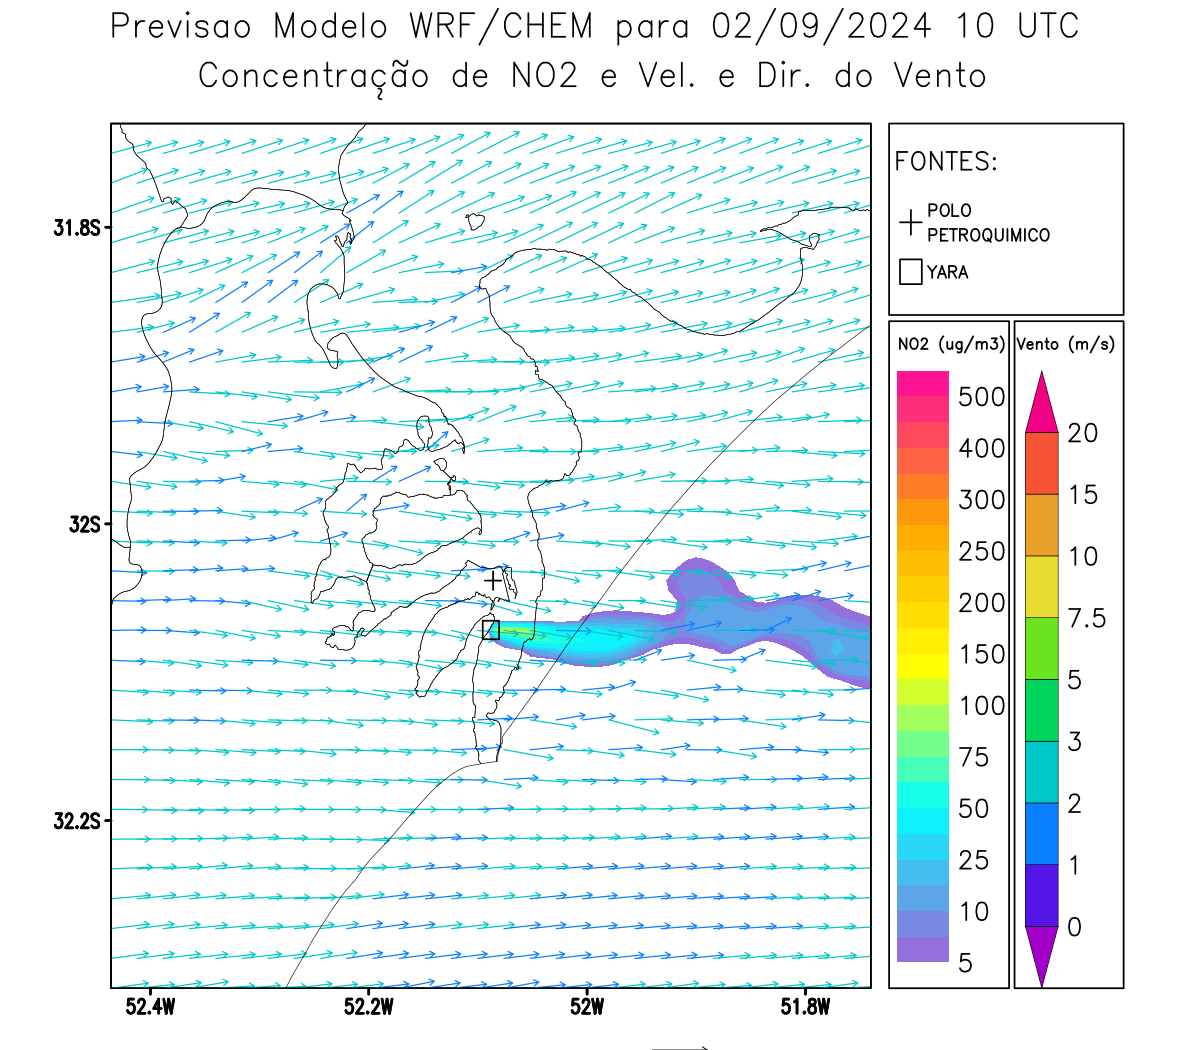 Previsao Modelo WRF/CHEM para 02/09/2024 10 UTC
Concentração de NO2 e Vel. e Dir. do Vento
FONTES:
POLO
PETROQUIMICO
YARA
NO2 (ug/m3)
500
400
300
250
200
150
100
75
50
25
10
5
Vento (m/s)
20
15
10
7.5
5
3
2
1
0
31.8S
32S
32.2S
52.4W 52.2W 52W 51.8W